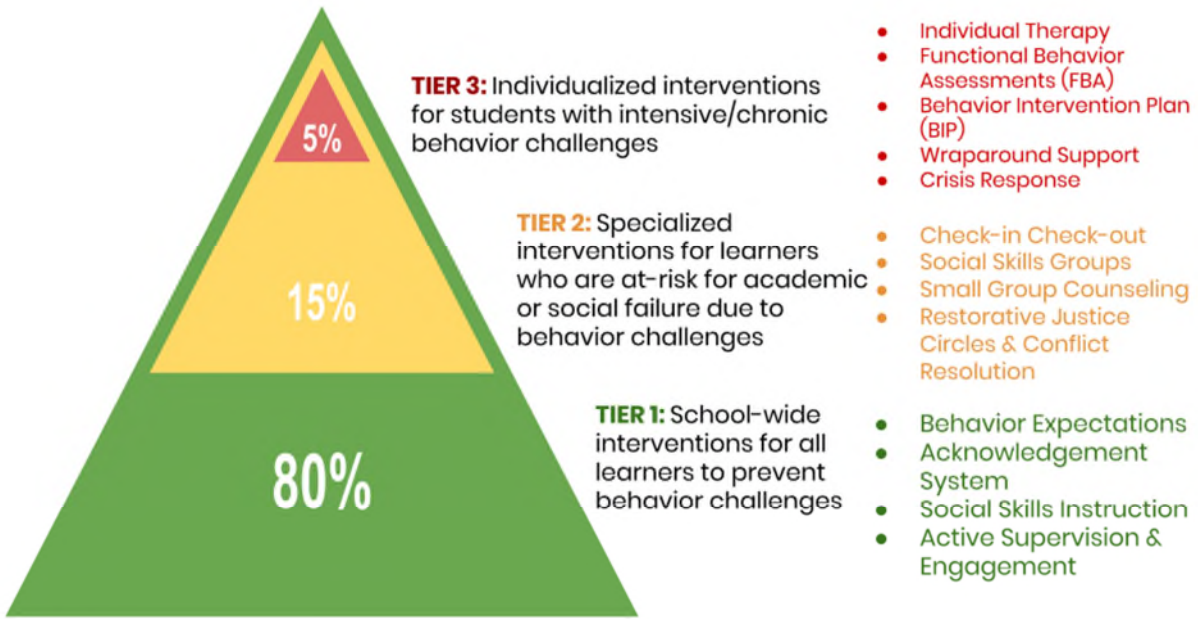 5%
15%
80%
TIER 3: Individualized interventions
for students with intensive/chronic
behavior challenges
TIER 2: Specialized
interventions for learners
who are at-risk for academic
or social failure due to
behavior challenges
TIER 1: School-wide
interventions for all
learners to prevent
behavior challenges
• Individual Therapy
• Functional Behavior
Assessments (FBA)
• Behavior Intervention Plan
(BIP)
• Wraparound Support
• Crisis Response
• Check-in Check-out
• Social Skills Groups
• Small Group Counseling
• Restorative Justice
Circles & Conflict
Resolution
• Behavior Expectations
• Acknowledgement
System
• Social Skills Instruction
• Active Supervision &
Engagement